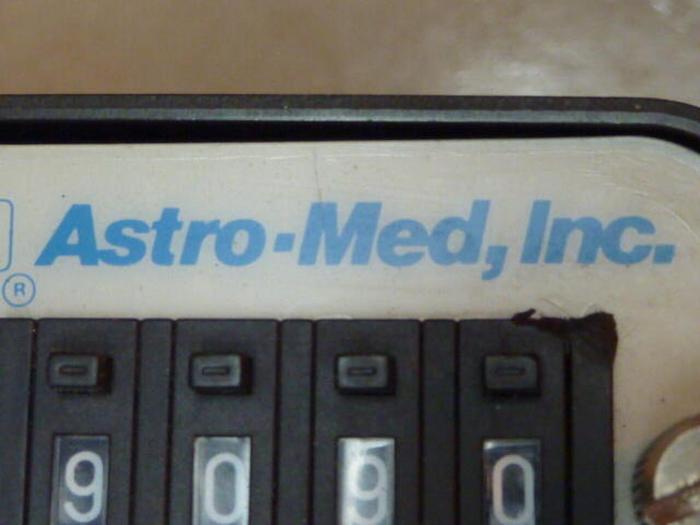 Astro-Med, Inc.
®
- - - -
9 0 9 0